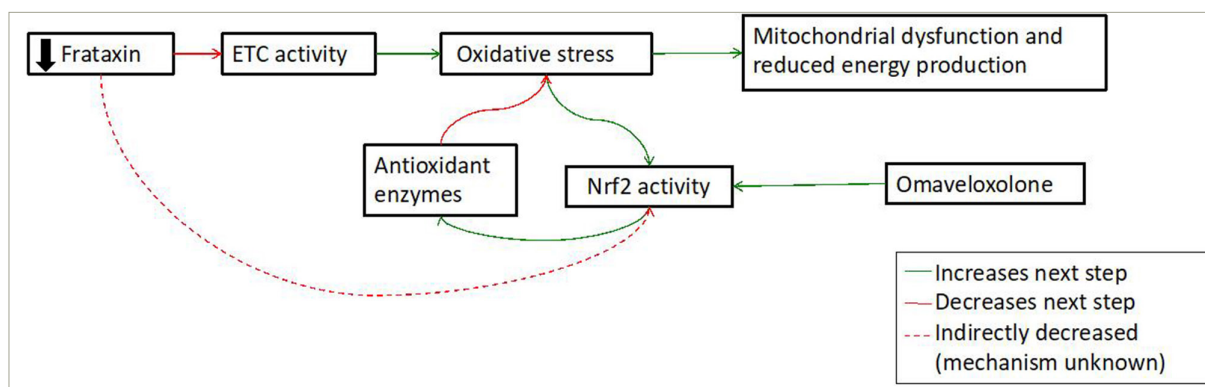 Frataxin
ETC activity
Oxidative stress
Mitochondrial dysfunction and
reduced energy production
Antioxidant
enzymes
Nrf2 activity
Omaveloxolone
Increases next step
Decreases next step
Indirectly decreased
(mechanism unknown)